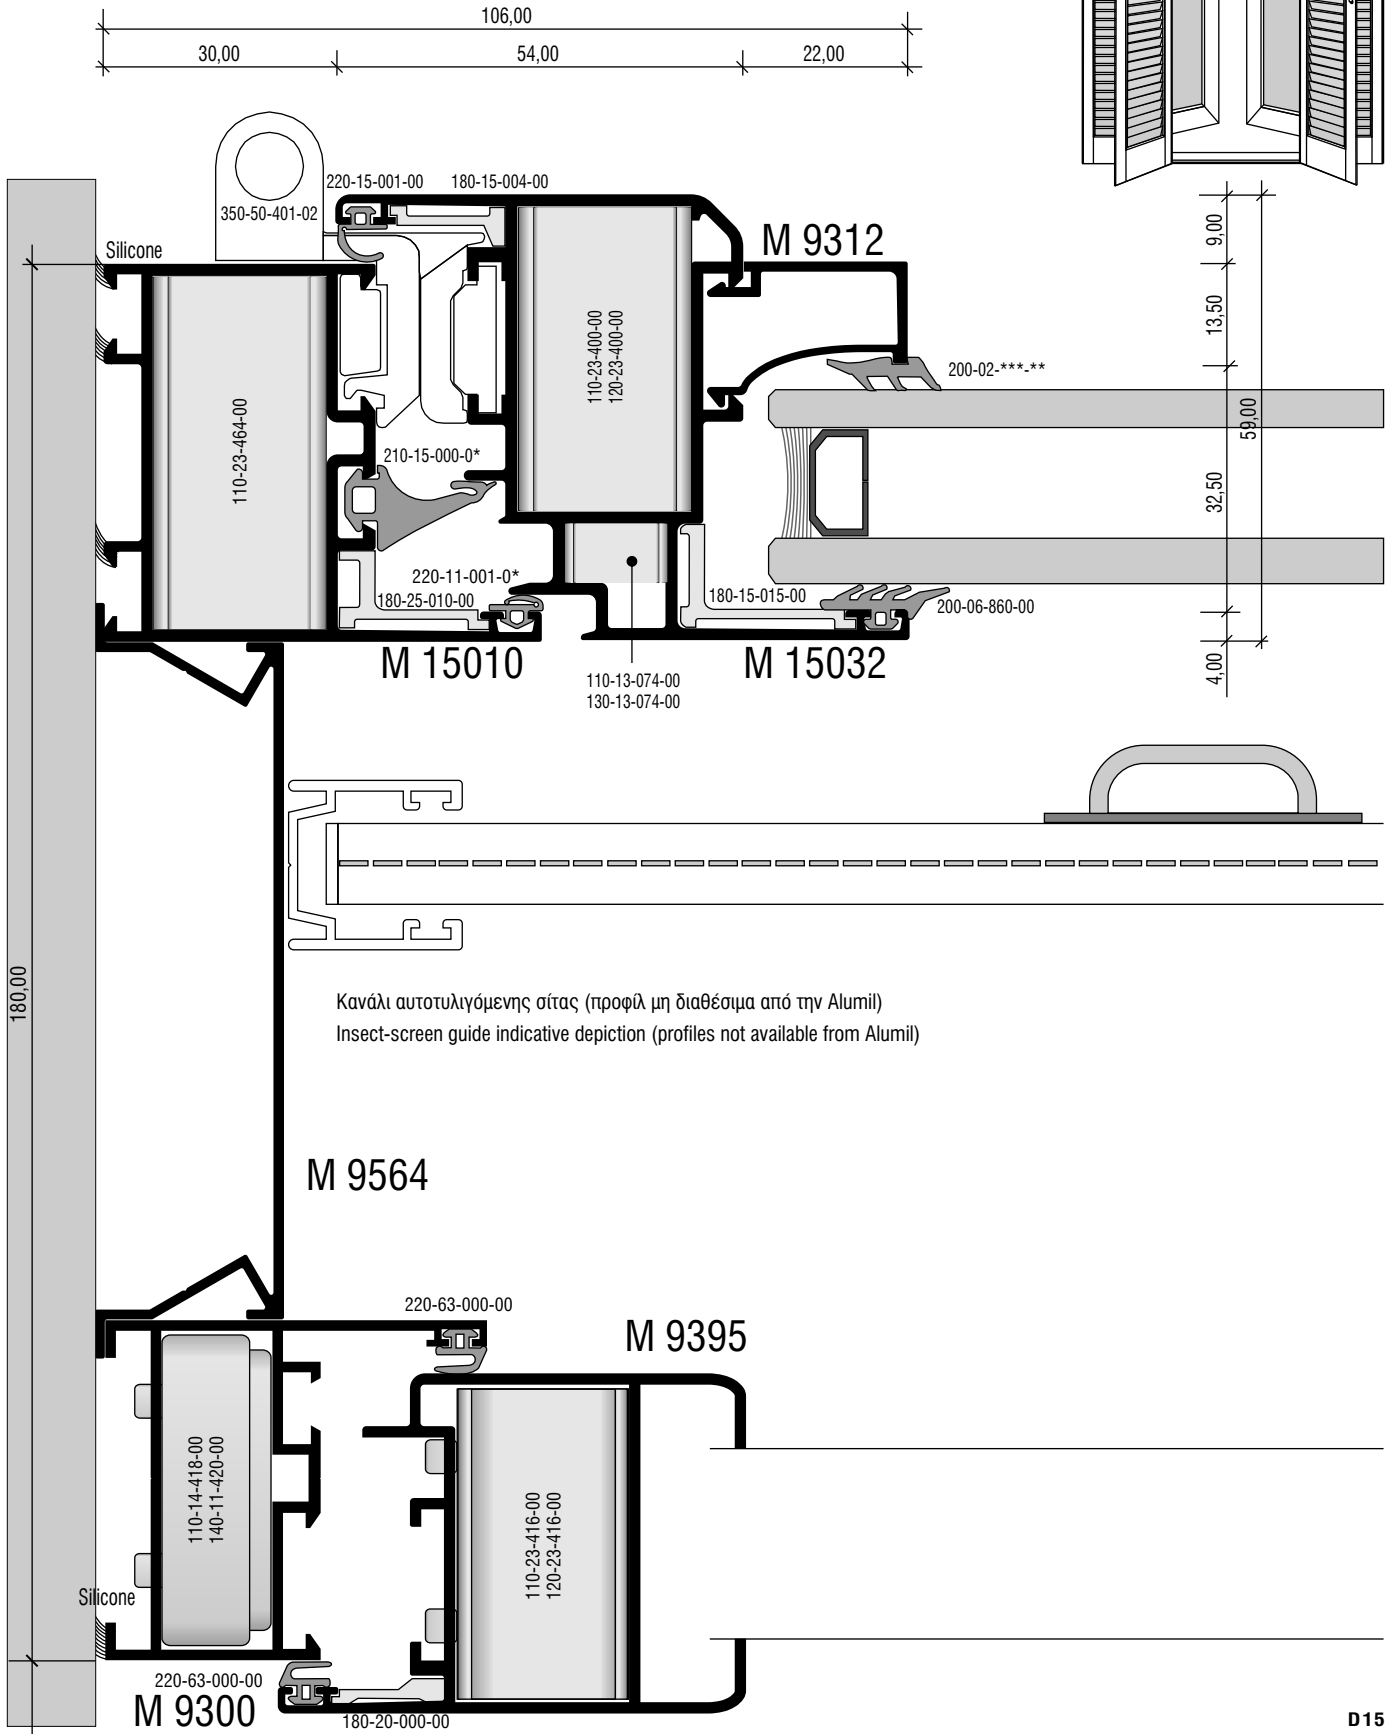 106,00
30,00
54,00
22,00
220-15-001-00
180-15-004-00
350-50-401-02
Silicone
M 9312
9,00
13,50
32,50
59,00
4,00
110-23-400-00
120-23-400-00
200-02-***-**
110-23-464-00
210-15-000-0*
220-11-001-0*
180-25-010-00
180-15-015-00
200-06-860-00
M 15010
M 15032
110-13-074-00
130-13-074-00
180,00
Κανάλι αυτοτυλιγόμενης σίτας (προφίλ μη διαθέσιμα από την Alumil)
Insect-screen guide indicative depiction (profiles not available from Alumil)
M 9564
220-63-000-00
M 9395
110-14-418-00
140-11-420-00
110-23-416-00
120-23-416-00
Silicone
220-63-000-00
M 9300
180-20-000-00
D15